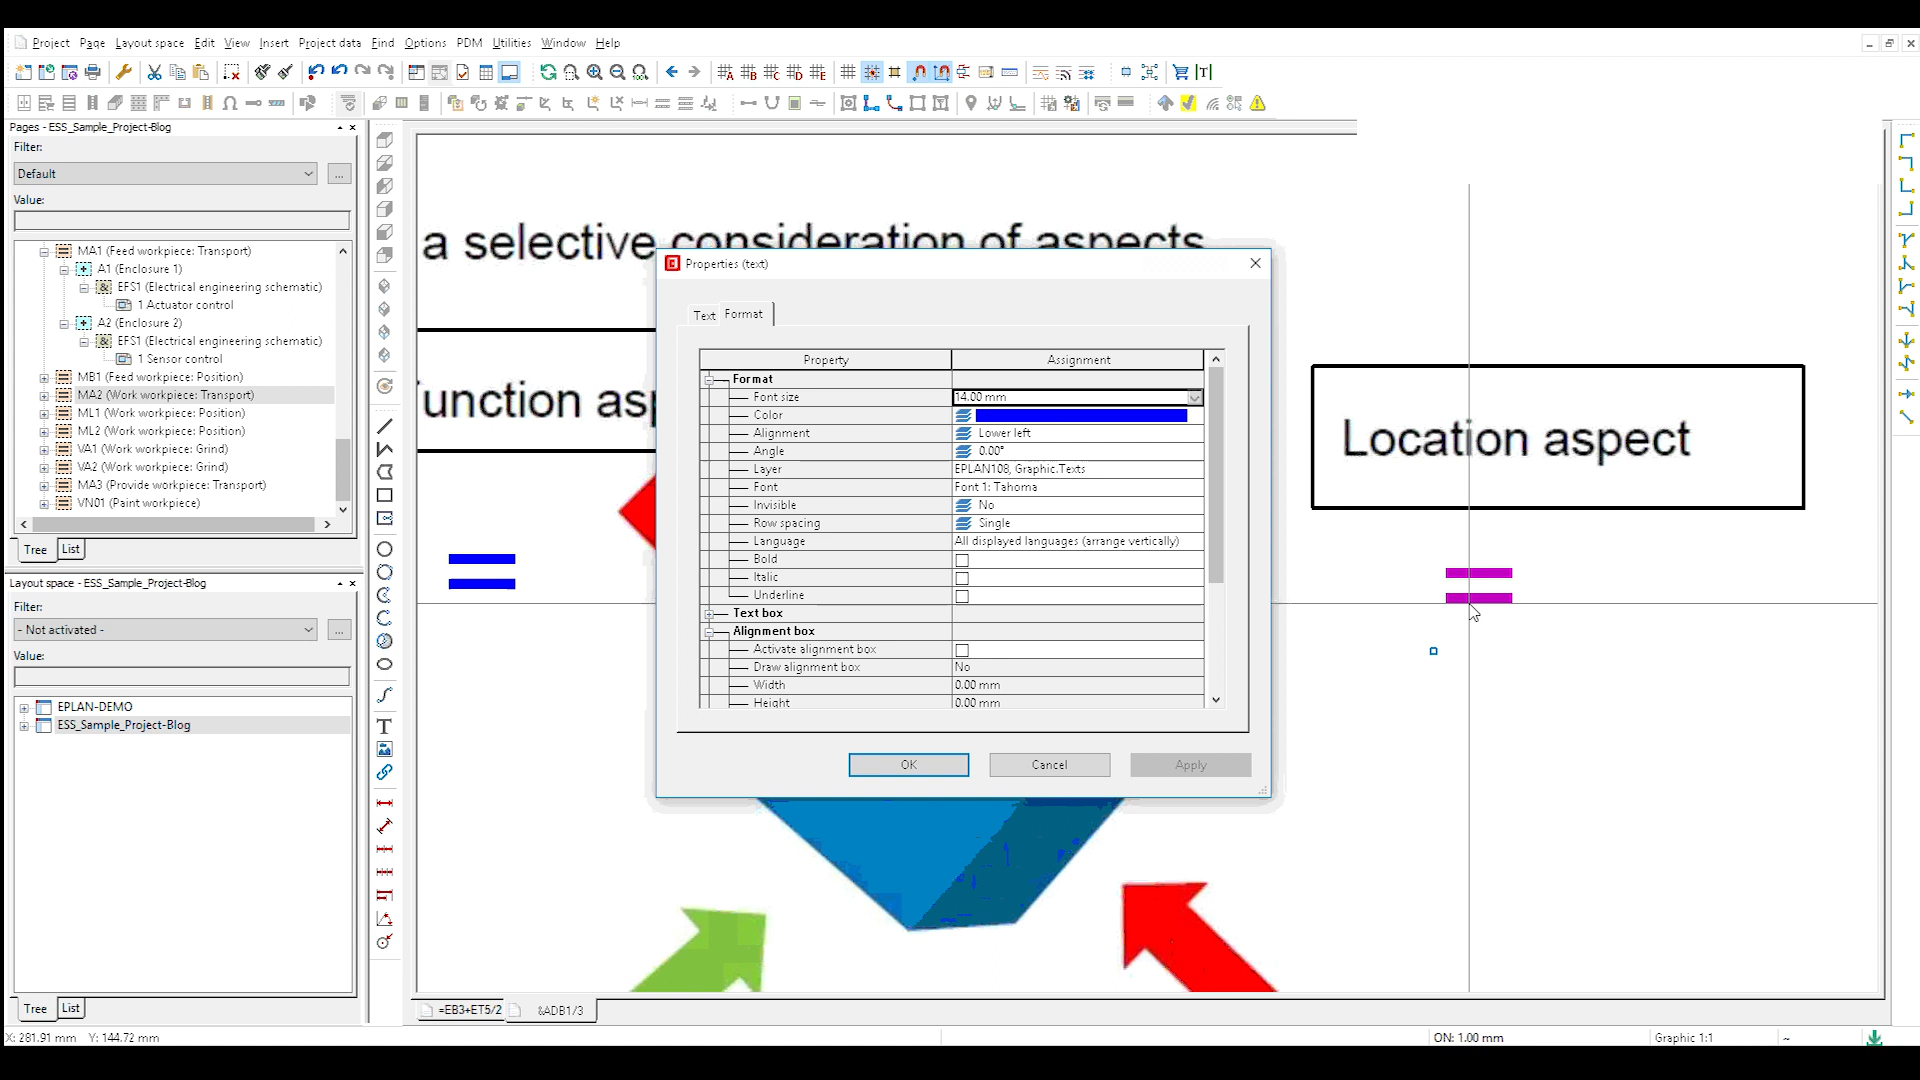 Project Page Layout space Edit View Insert Project data Find Options PDM Utilities Window Help
Pages - ESS_Sample_Project-Blog
Filter:
Default
...
Value:
MA1 (Feed workpiece: Transport)
A1 (Enclosure 1)
EFS1 (Electrical engineering schematic)
1 Actuator control
A2 (Enclosure 2)
EFS1 (Electrical engineering schematic)
1 Sensor control
MB1 (Feed workpiece: Position)
MA2 (Work workpiece: Transport)
ML1 (Work workpiece: Position)
ML2 (Work workpiece: Position)
VA1 (Work workpiece: Grind)
VA2 (Work workpiece: Grind)
MA3 (Provide workpiece: Transport)
VN01 (Paint workpiece)
Tree List
Layout space - ESS_Sample_Project-Blog
Filter:
- Not activated -
...
Value:
EPLAN-DEMO
ESS_Sample_Project-Blog
Tree List
a selective consideration of aspects
function asp
Location aspect
Properties (text)
Text Format
Property Assignment
Format
Font size 14.00 mm
Color
Alignment Lower left
Angle 0.00°
Layer EPLAN108, Graphic.Texts
Font Font 1: Tahoma
Invisible No
Row spacing Single
Language All displayed languages (arrange vertically)
Bold
Italic
Underline
Text box
Alignment box
Activate alignment box
Draw alignment box No
Width 0.00 mm
Height 0.00 mm
OK Cancel Apply
=EB3+ET5/2 &ADB1/3
X: 281.91 mm Y: 144.72 mm
ON: 1.00 mm
Graphic 1:1
~